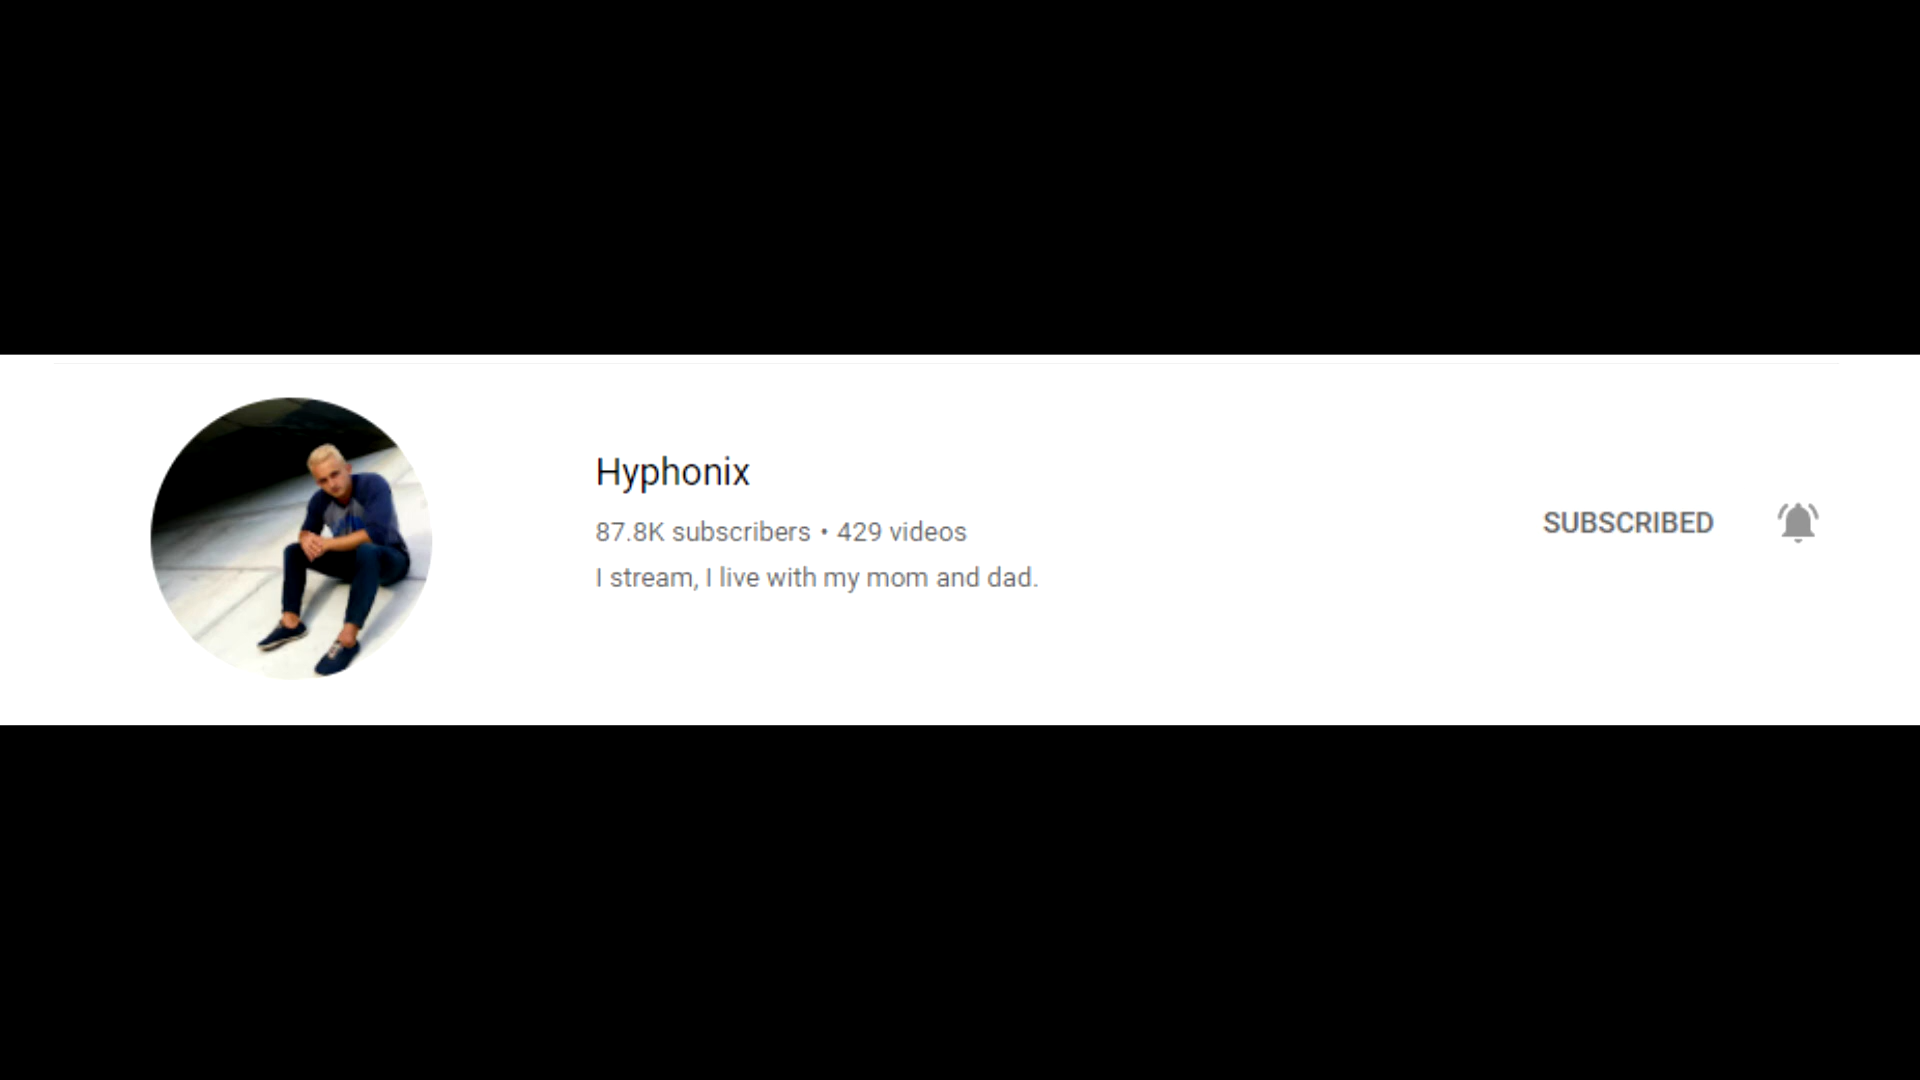 Hyphonix
87.8K subscribers • 429 videos
I stream, I live with my mom and dad.
SUBSCRIBED